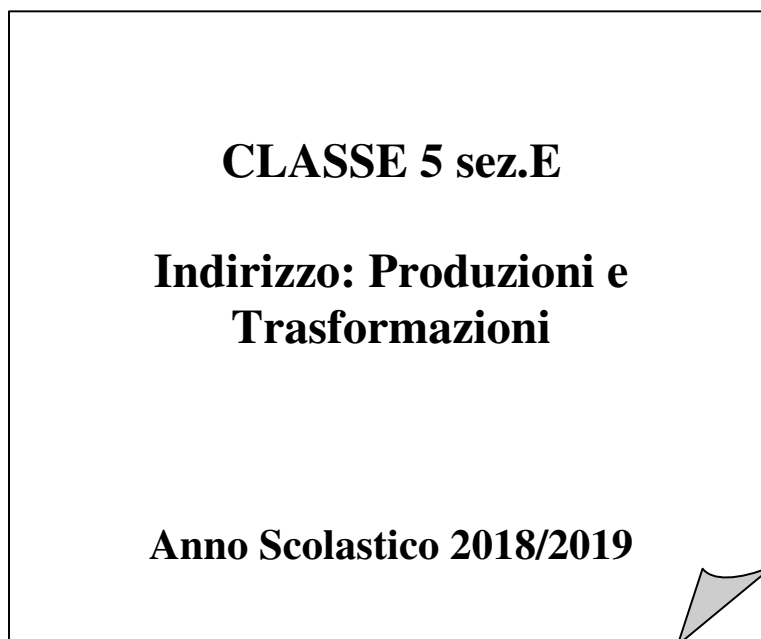 CLASSE 5 sez.E
Indirizzo: Produzioni e
Trasformazioni
Anno Scolastico 2018/2019